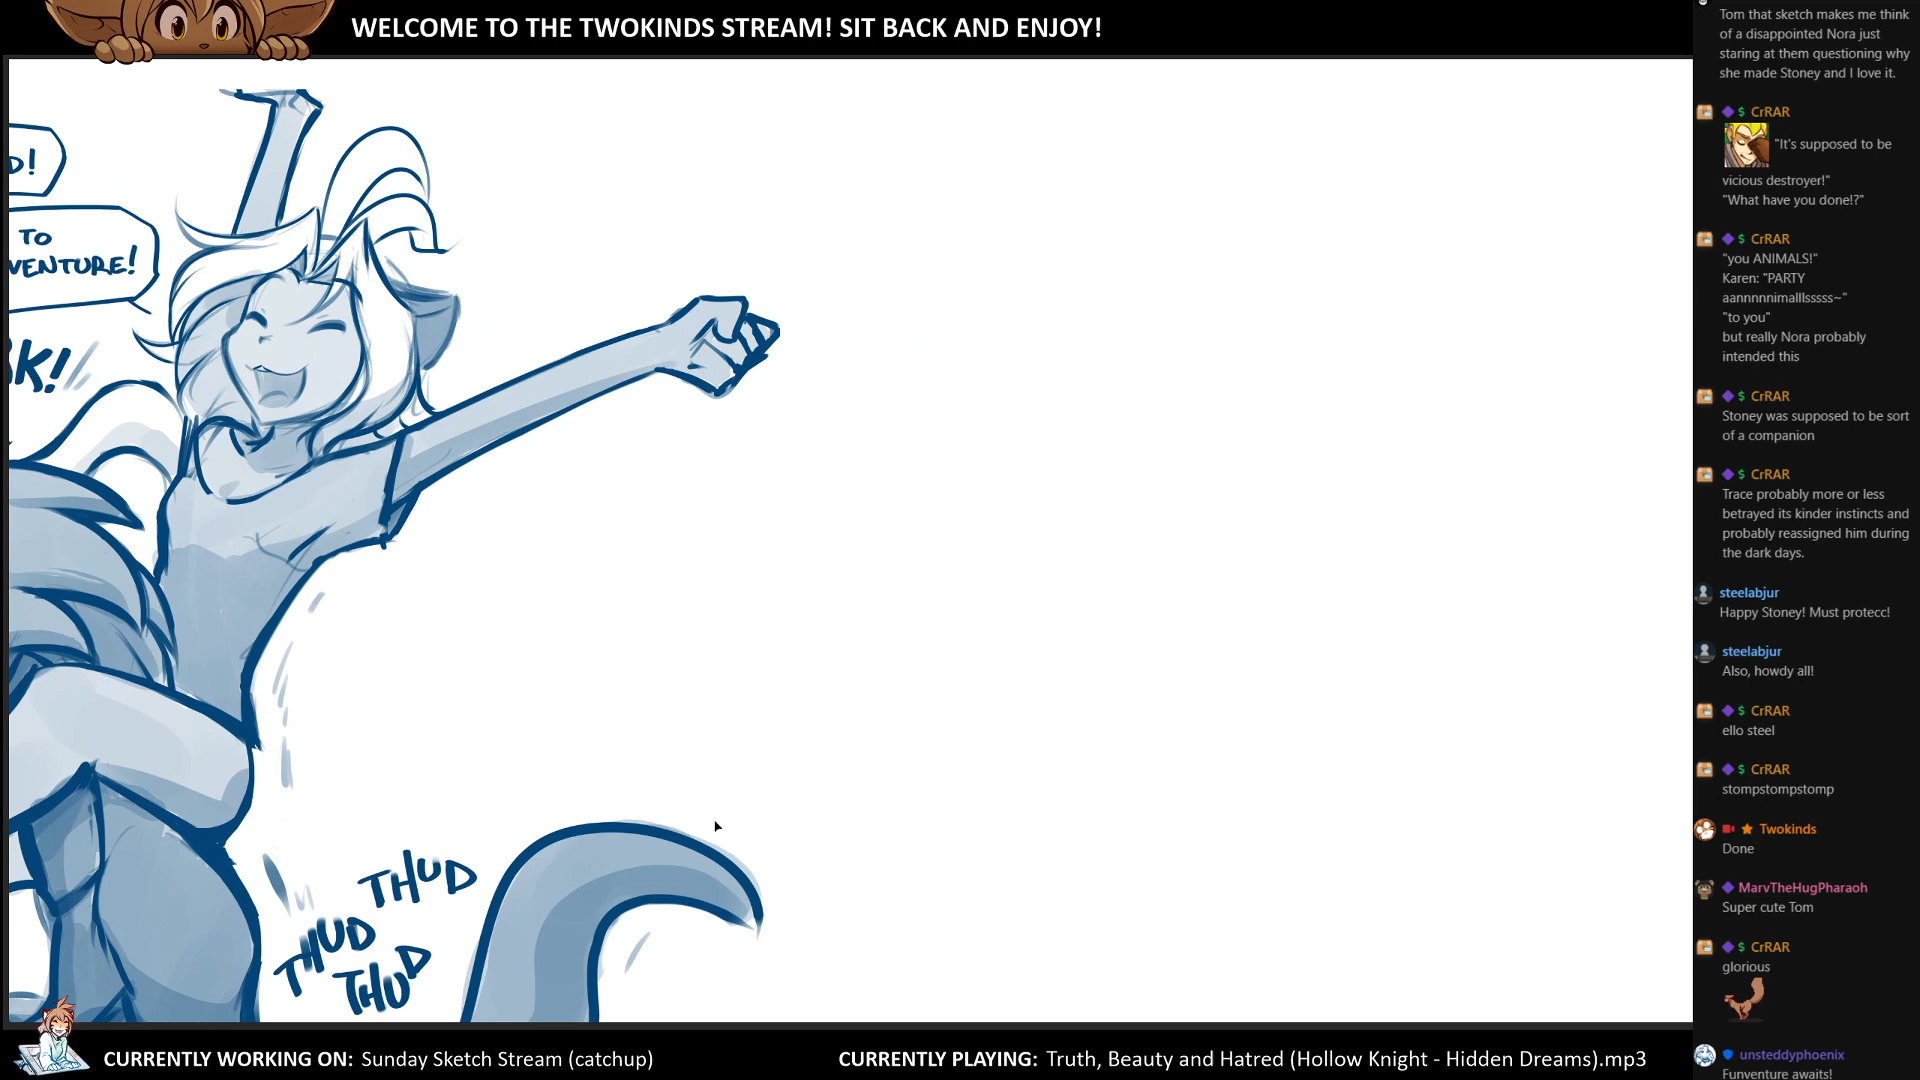 WELCOME TO THE TWOKINDS STREAM! SIT BACK AND ENJOY!
D!
TO
VENTURE!
K!
THUD
THUD
THUD
CURRENTLY WORKING ON: Sunday Sketch Stream (catchup)
CURRENTLY PLAYING: Truth, Beauty and Hatred (Hollow Knight - Hidden Dreams).mp3
Tom that sketch makes me think
of a disappointed Nora just
staring at them questioning why
she made Stoney and I love it.
$ CrRAR
"It's supposed to be
vicious destroyer!"
"What have you done!?"
$ CrRAR
"you ANIMALS!"
Karen: "PARTY
aannnnnimalllsssss~"
"to you"
but really Nora probably
intended this
$ CrRAR
Stoney was supposed to be sort
of a companion
$ CrRAR
Trace probably more or less
betrayed its kinder instincts and
probably reassigned him during
the dark days.
steelabjur
Happy Stoney! Must protecc!
steelabjur
Also, howdy all!
$ CrRAR
ello steel
$ CrRAR
stompstompstomp
Twokinds
Done
MarvTheHugPharaoh
Super cute Tom
$ CrRAR
glorious
unsteddyphoenix
Funventure awaits!